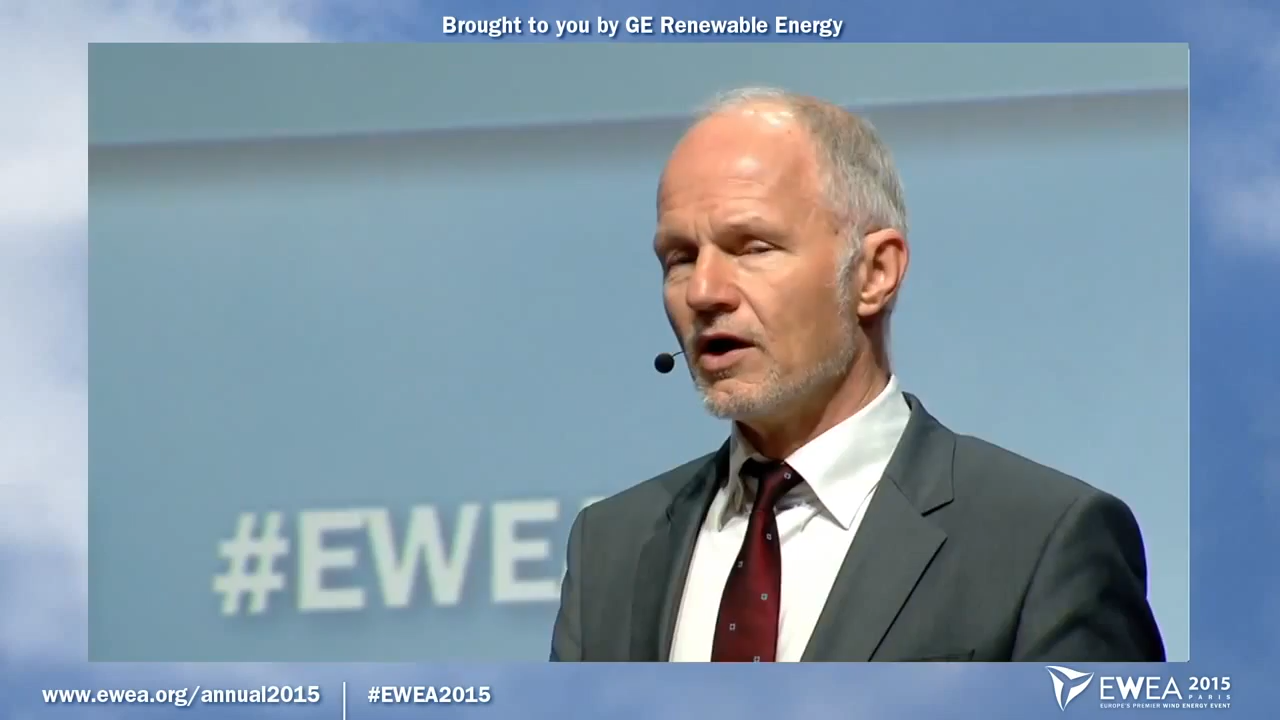 Brought to you by GE Renewable Energy
#EWEA
www.ewea.org/annual2015 | #EWEA2015
EWEA 2015
PARIS
EUROPE'S PREMIER WIND ENERGY EVENT